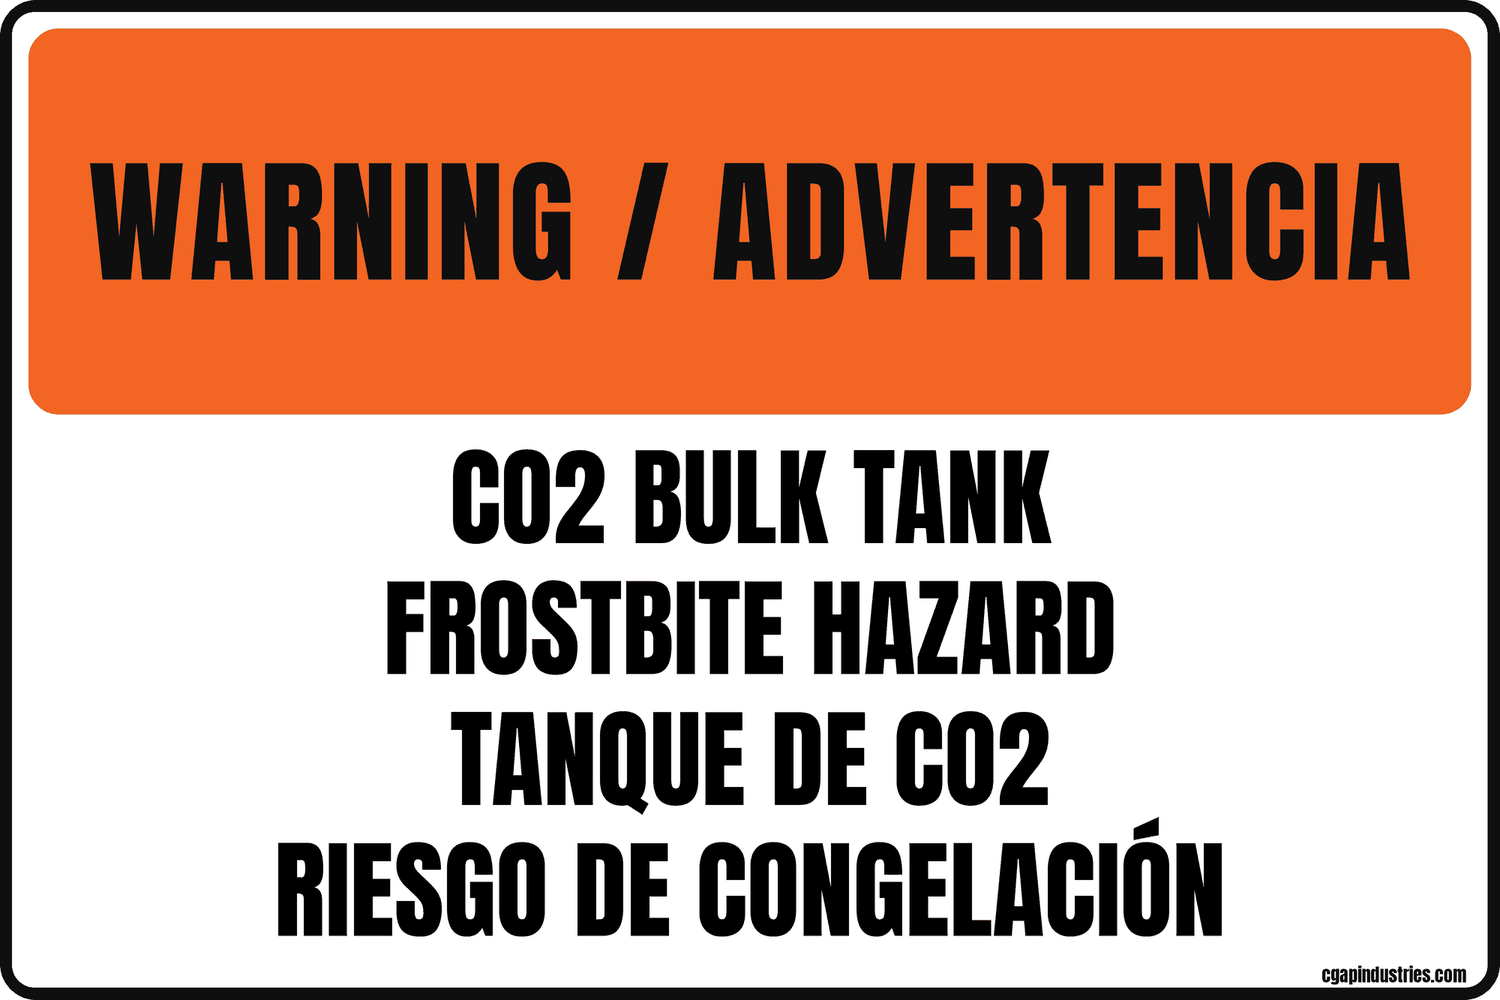 WARNING / ADVERTENCIA
CO2 BULK TANK
FROSTBITE HAZARD
TANQUE DE CO2
RIESGO DE CONGELACIÓN
cgapindustries.com